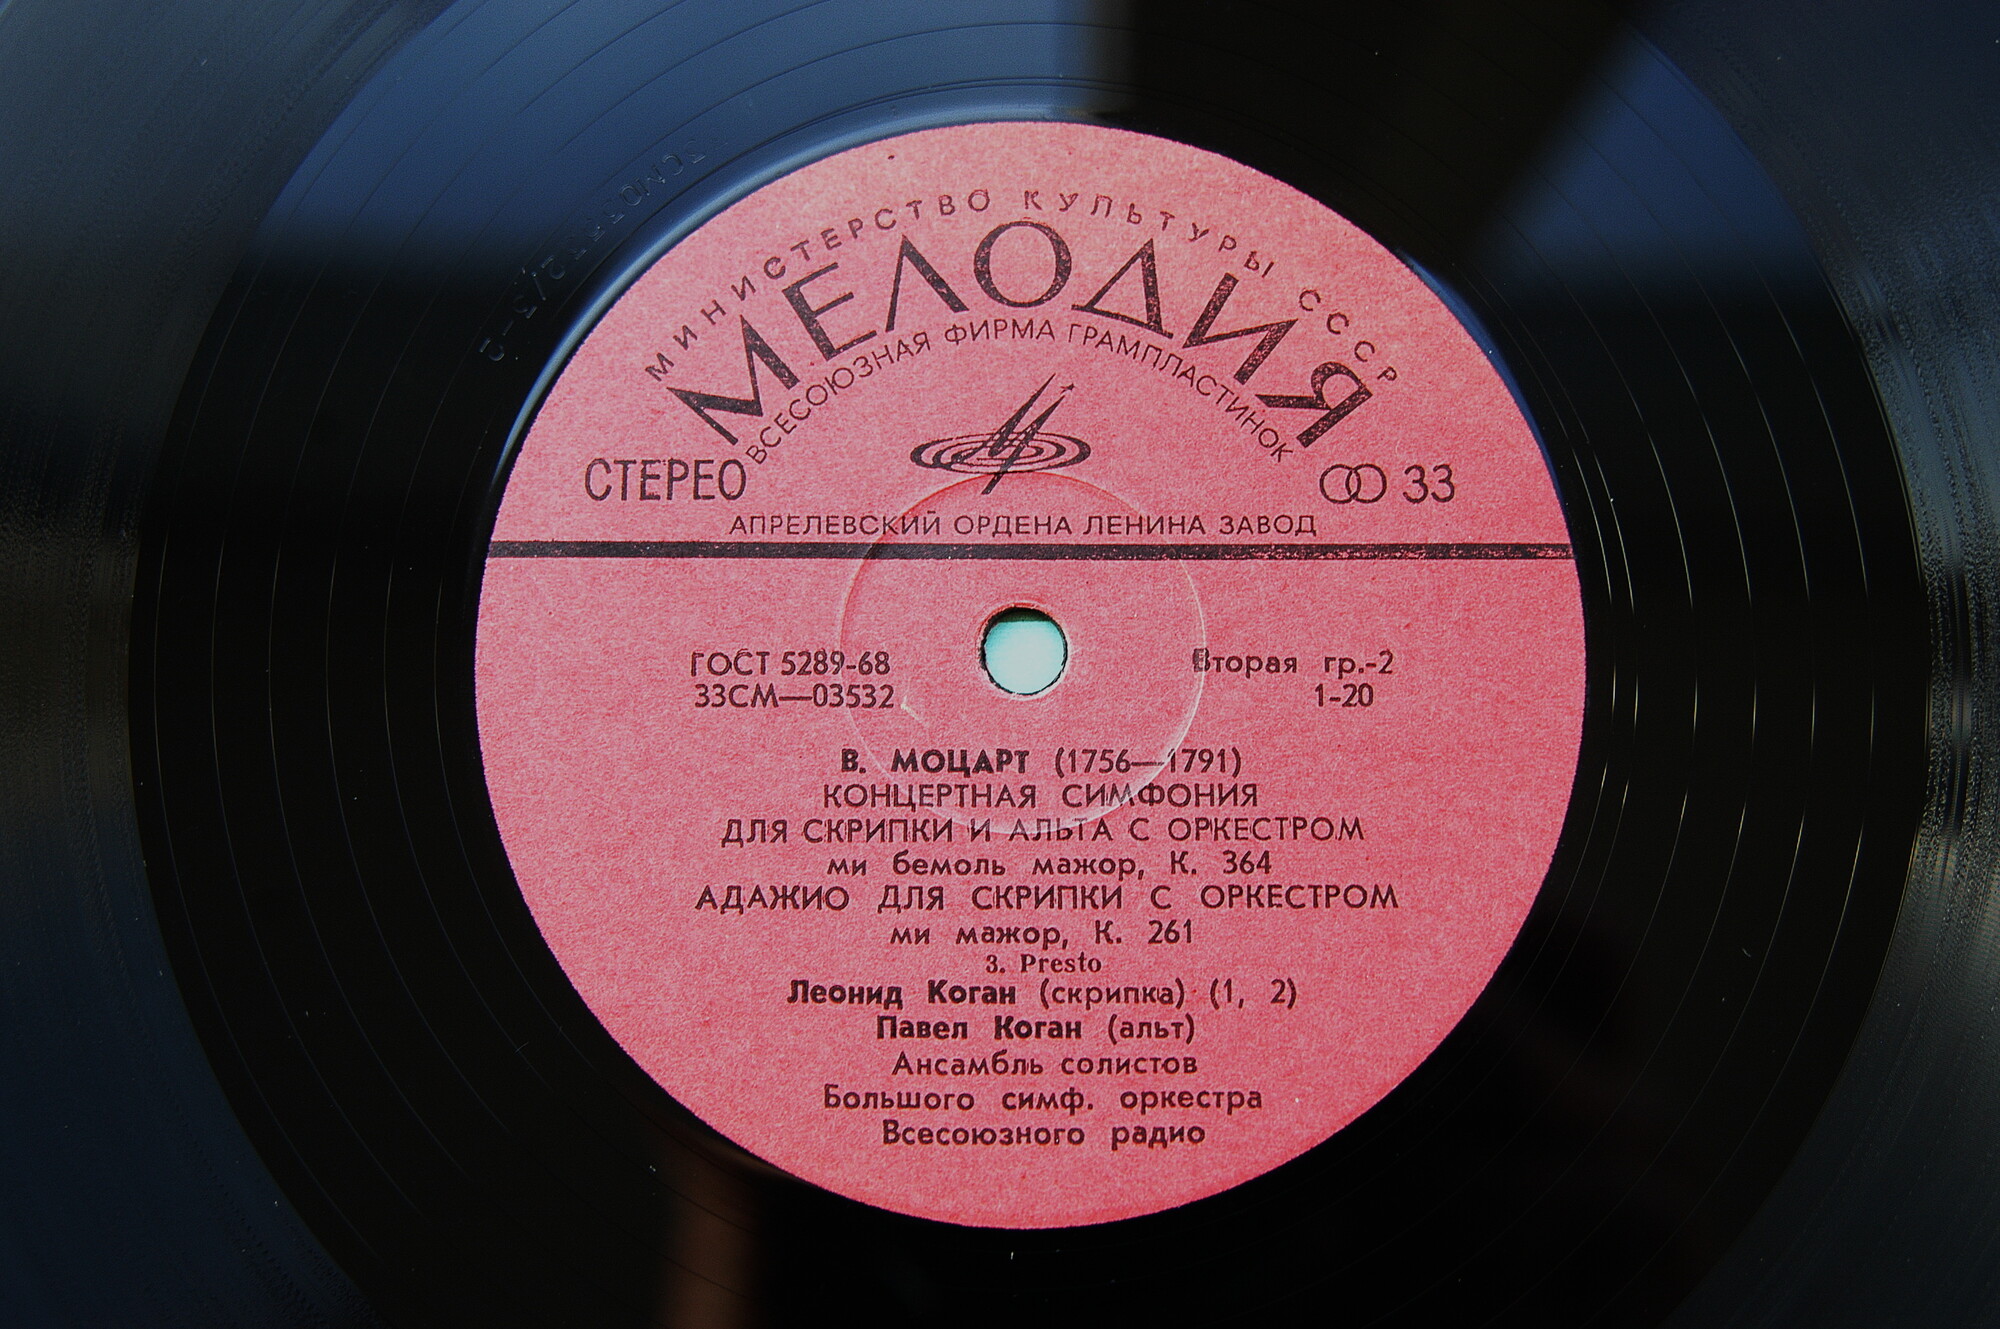 МИНИСТЕРСТВО КУЛЬТУРЫ СССР
МЕЛОДИЯ
ВСЕСОЮЗНАЯ ФИРМА ГРАМПЛАСТИНОК
СТЕРЕО
33
АПРЕЛЕВСКИЙ ОРДЕНА ЛЕНИНА ЗАВОД
ГОСТ 5289-68
Вторая гр.-2
33СМ—03532
1-20
В. МОЦАРТ (1756—1791)
КОНЦЕРТНАЯ СИМФОНИЯ
ДЛЯ СКРИПКИ И АЛЬТА С ОРКЕСТРОМ
ми бемоль мажор, К. 364
АДАЖИО ДЛЯ СКРИПКИ С ОРКЕСТРОМ
ми мажор, К. 261
3. Presto
Леонид Коган (скрипка) (1, 2)
Павел Коган (альт)
Ансамбль солистов
Большого симф. оркестра
Всесоюзного радио